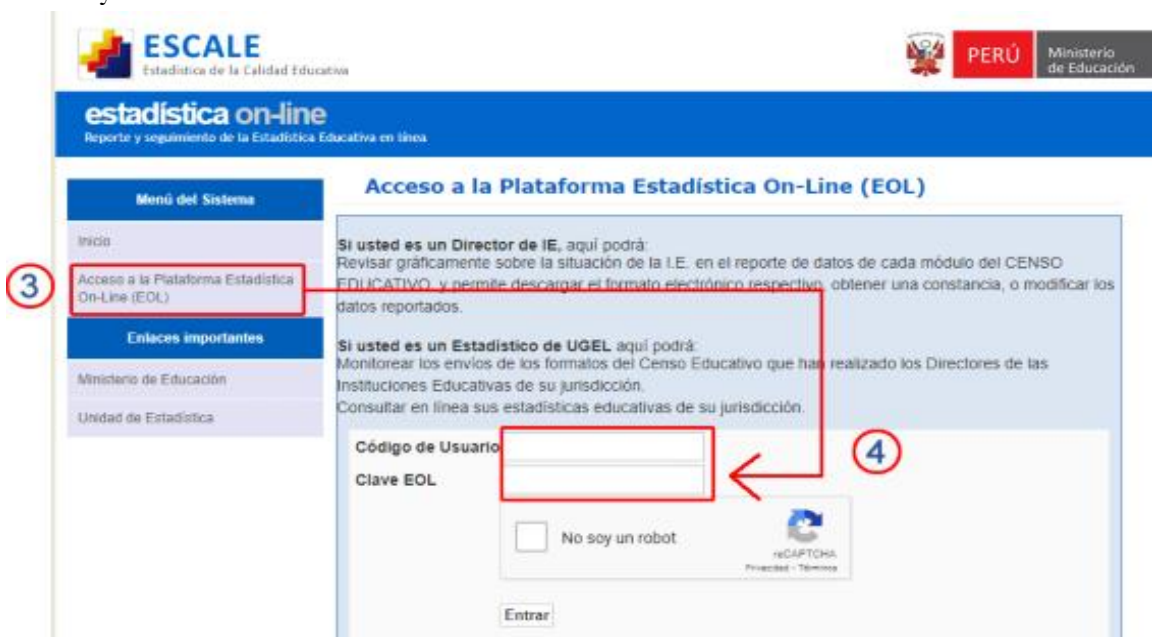 ESCALE
Estadística de la Calidad Educativa
PERÚ
Ministerio
de Educación
estadística on-line
Reporte y seguimiento de la Estadística Educativa en línea
Menú del Sistema
Inicio
3
Acceso a la Plataforma Estadística
On-Line (EOL)
Enlaces importantes
Ministerio de Educación
Unidad de Estadística
Acceso a la Plataforma Estadística On-Line (EOL)
Si usted es un Director de IE, aquí podrá:
Revisar gráficamente sobre la situación de la I.E. en el reporte de datos de cada módulo del CENSO
EDUCATIVO, y permite descargar el formato electrónico respectivo, obtener una constancia, o modificar los
datos reportados.
Si usted es un Estadístico de UGEL aquí podrá:
Monitorear los envíos de los formatos del Censo Educativo que han realizado los Directores de las
Instituciones Educativas de su jurisdicción.
Consultar en línea sus estadísticas educativas de su jurisdicción.
Código de Usuario
4
Clave EOL
No soy un robot
reCAPTCHA
Privacidad - Términos
Entrar